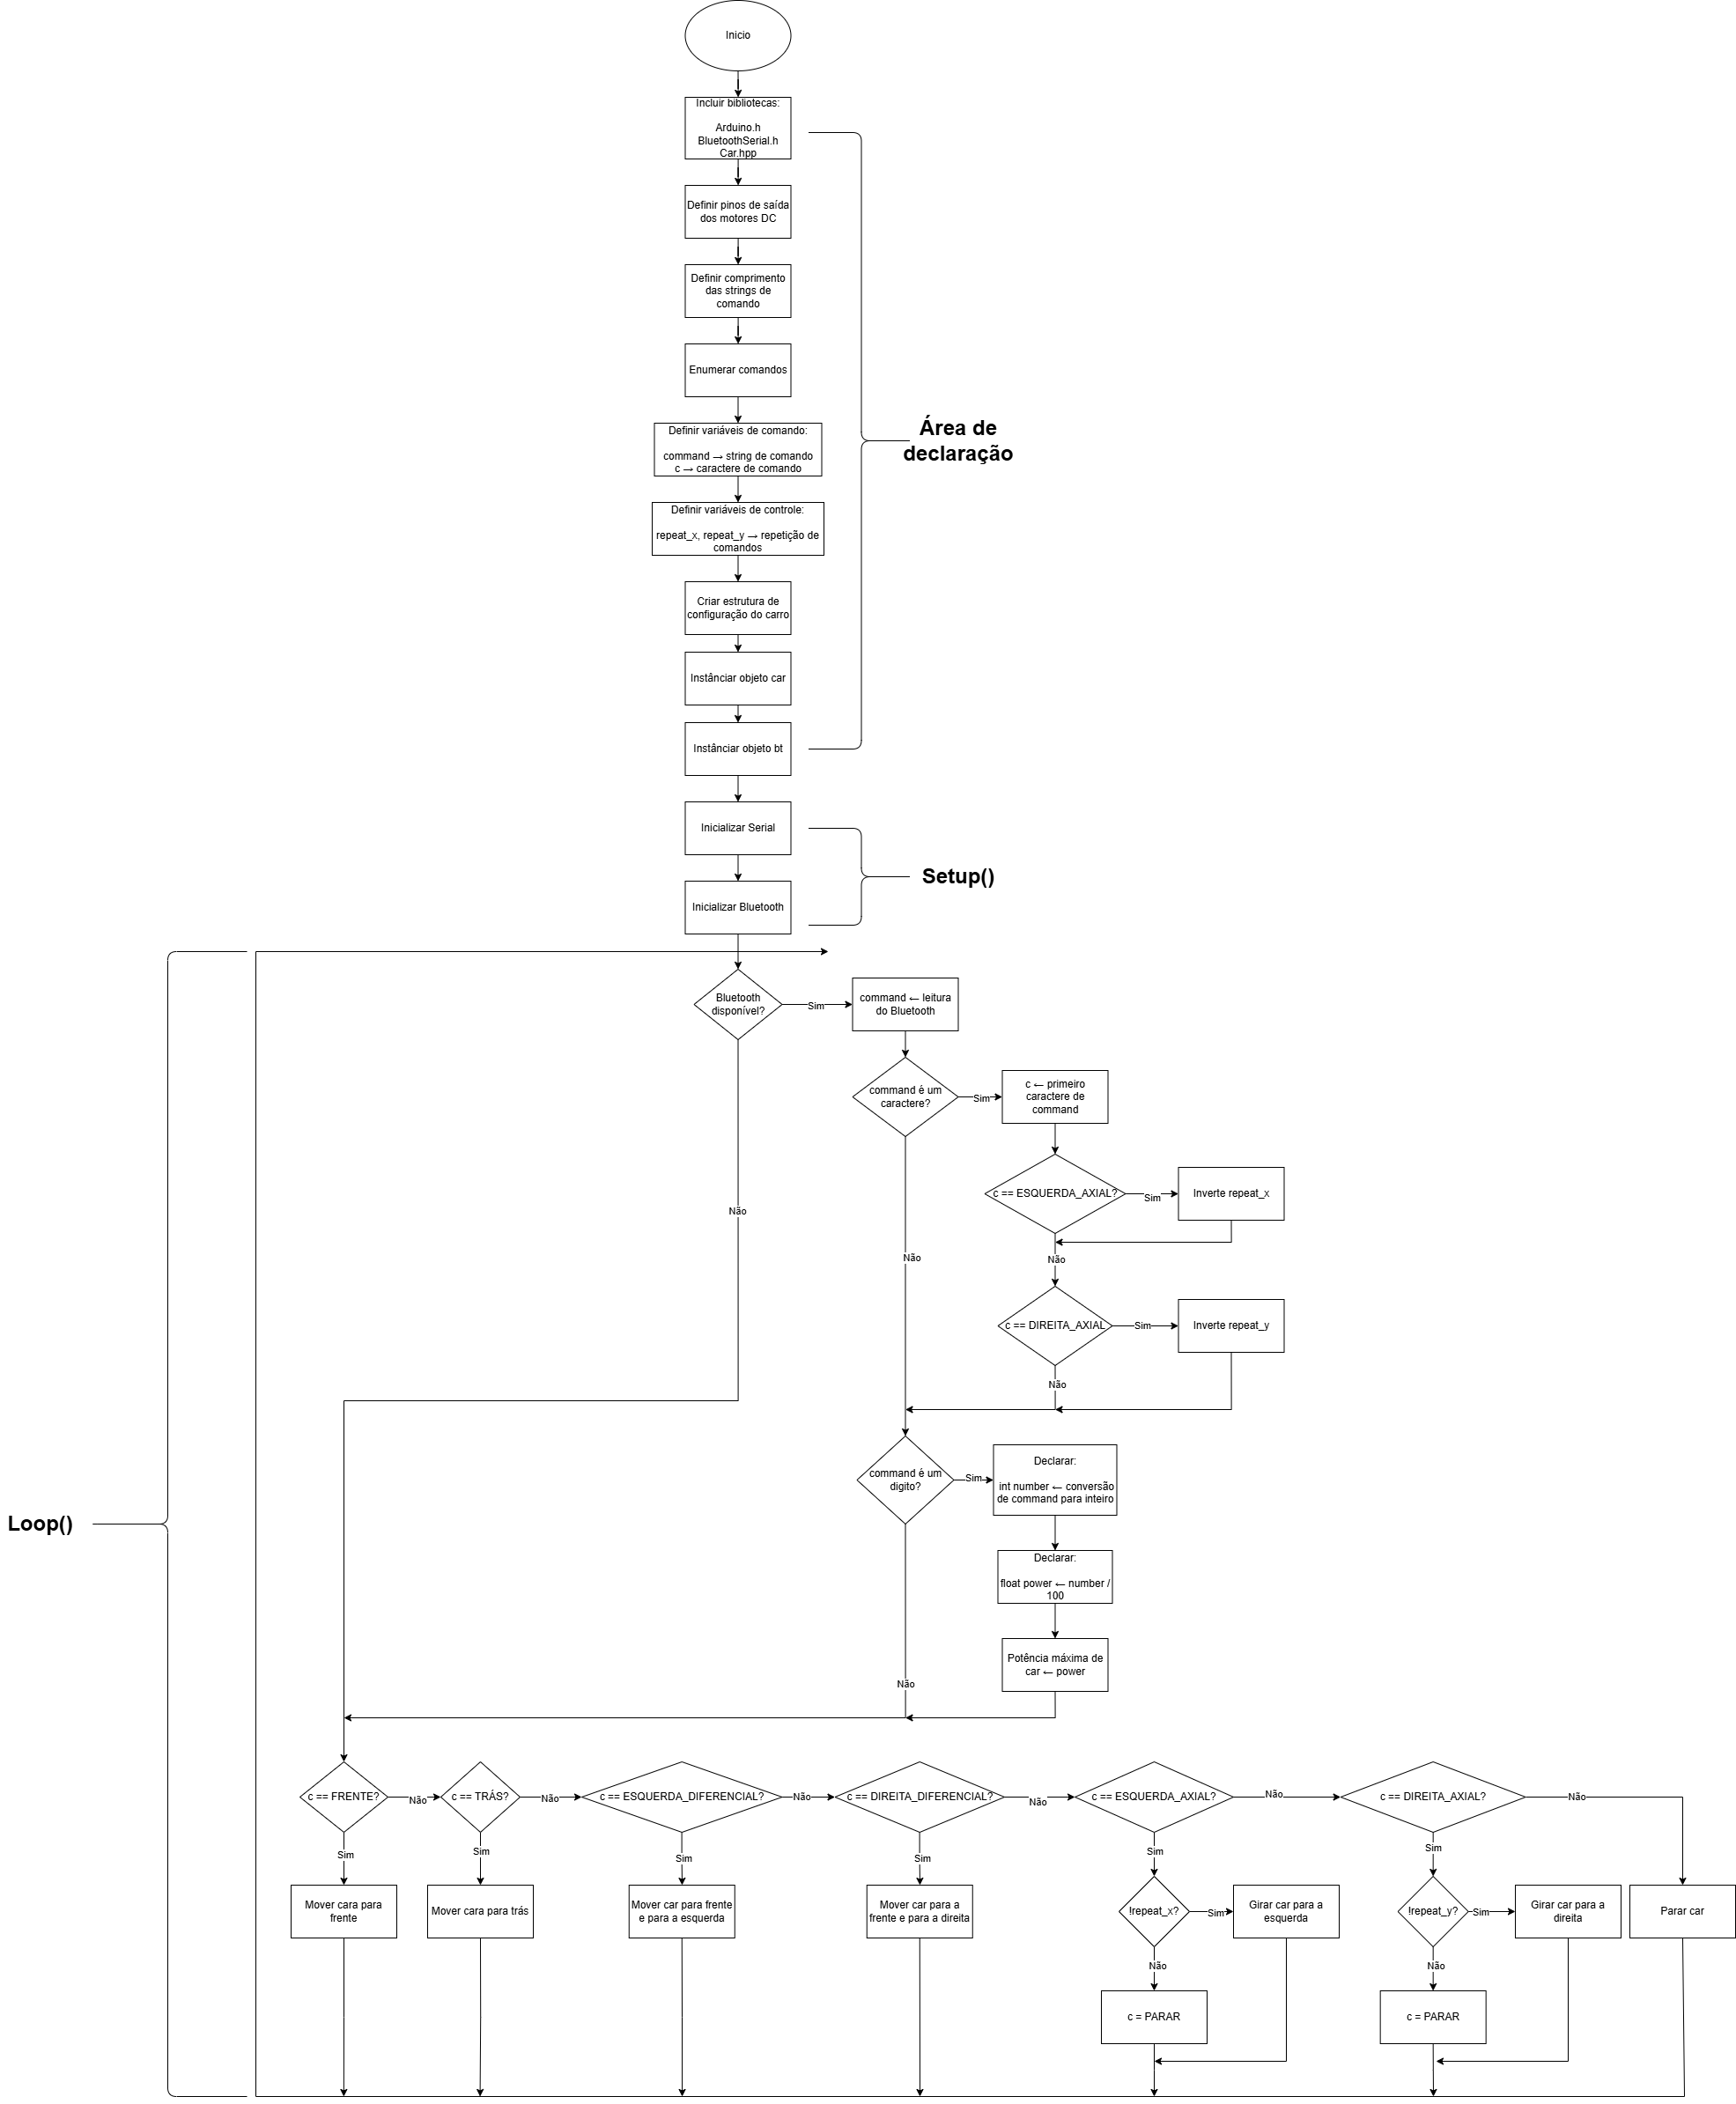 Inicio
Incluir bibliotecas:
Arduino.h
BluetoothSerial.h
Car.hpp
Definir pinos de saída
dos motores DC
Definir comprimento
das strings de
comando
Enumerar comandos
Definir variáveis de comando:
command → string de comando
c → caractere de comando
Definir variáveis de controle:
repeat_x, repeat_y → repetição de
comandos
Criar estrutura de
configuração do carro
Instânciar objeto car
Instânciar objeto bt
Área de
declaração
Inicializar Serial
Inicializar Bluetooth
Setup()
Loop()
Bluetooth
disponível?
Sim
command ← leitura
do Bluetooth
Não
command é um
caractere?
Sim
c ← primeiro
caractere de
command
Não
c == ESQUERDA_AXIAL?
Sim
Inverte repeat_x
Não
c == DIREITA_AXIAL
Sim
Inverte repeat_y
Não
command é um
digito?
Sim
Declarar:
int number ← conversão
de command para inteiro
Declarar:
float power ← number /
100
Potência máxima de
car ← power
Não
c == FRENTE?
Não
c == TRÁS?
Não
c == ESQUERDA_DIFERENCIAL?
Não
c == DIREITA_DIFERENCIAL?
Não
c == ESQUERDA_AXIAL?
Não
c == DIREITA_AXIAL?
Não
Sim
Sim
Sim
Sim
Sim
Sim
Mover cara para
frente
Mover cara para trás
Mover car para frente
e para a esquerda
Mover car para a
frente e para a direita
!repeat_x?
Sim
Girar car para a
esquerda
!repeat_y?
Sim
Girar car para a
direita
Parar car
Não
Não
c = PARAR
c = PARAR